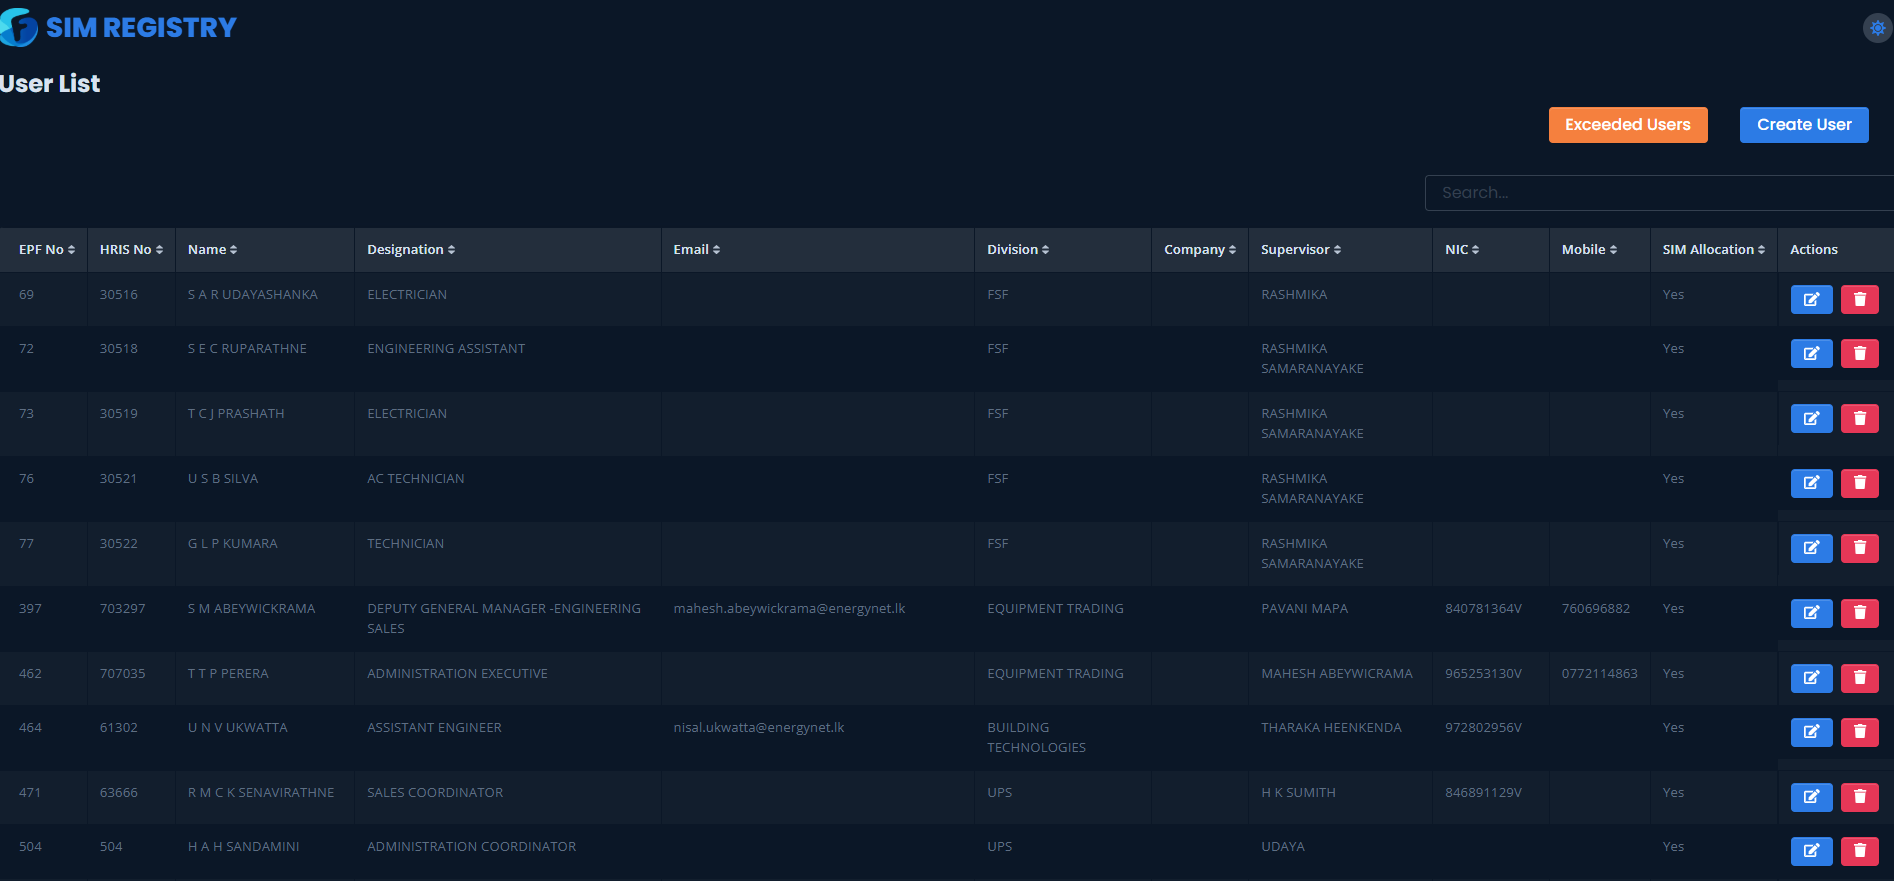 SIM REGISTRY
User List
Exceeded Users Create User
Search...
EPF No HRIS No Name Designation Email Division Company Supervisor NIC Mobile SIM Allocation Actions
69 30516 S A R UDAYASHANKA ELECTRICIAN FSF RASHMIKA Yes
72 30518 S E C RUPARATHNE ENGINEERING ASSISTANT FSF RASHMIKA Yes
SAMARANAYAKE
73 30519 T C J PRASHATH ELECTRICIAN FSF RASHMIKA Yes
SAMARANAYAKE
76 30521 U S B SILVA AC TECHNICIAN FSF RASHMIKA Yes
SAMARANAYAKE
77 30522 G L P KUMARA TECHNICIAN FSF RASHMIKA Yes
SAMARANAYAKE
397 703297 S M ABEYWICKRAMA DEPUTY GENERAL MANAGER -ENGINEERING mahesh.abeywickrama@energynet.lk EQUIPMENT TRADING PAVANI MAPA 840781364V 760696882 Yes
SALES
462 707035 T T P PERERA ADMINISTRATION EXECUTIVE EQUIPMENT TRADING MAHESH ABEYWICRAMA 965253130V 0772114863 Yes
464 61302 U N V UKWATTA ASSISTANT ENGINEER nisal.ukwatta@energynet.lk BUILDING THARAKA HEENKENDA 972802956V Yes
TECHNOLOGIES
471 63666 R M C K SENAVIRATHNE SALES COORDINATOR UPS H K SUMITH 846891129V Yes
504 504 H A H SANDAMINI ADMINISTRATION COORDINATOR UPS UDAYA Yes